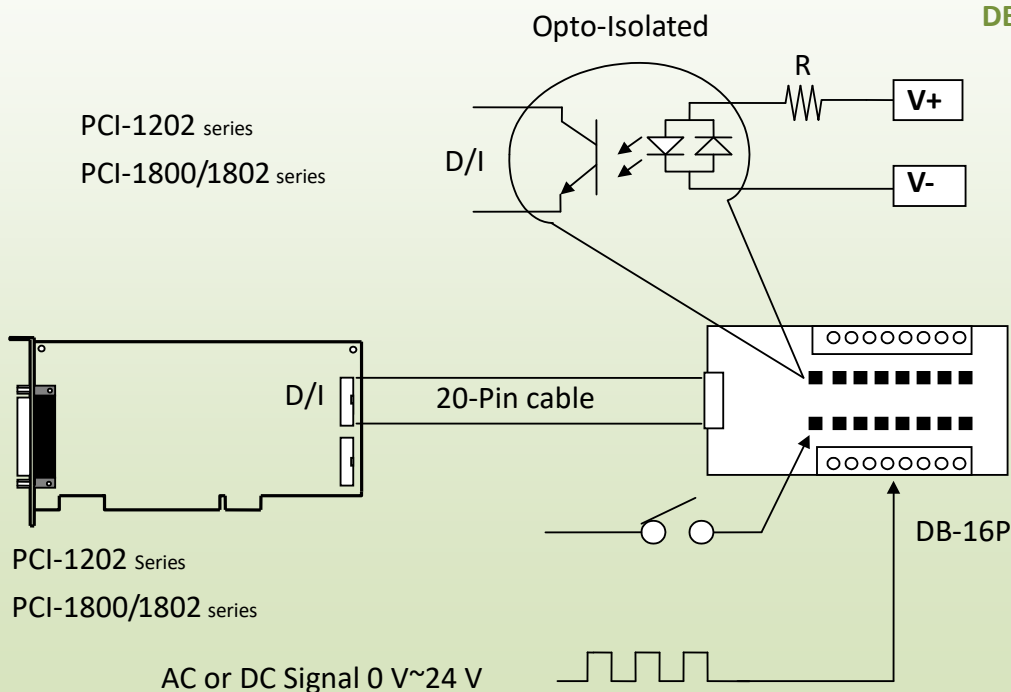 DB
Opto-Isolated
R
V+
PCI-1202 series
PCI-1800/1802 series
D/I
V-
D/I
20-Pin cable
DB-16P
PCI-1202 Series
PCI-1800/1802 series
AC or DC Signal 0 V~24 V